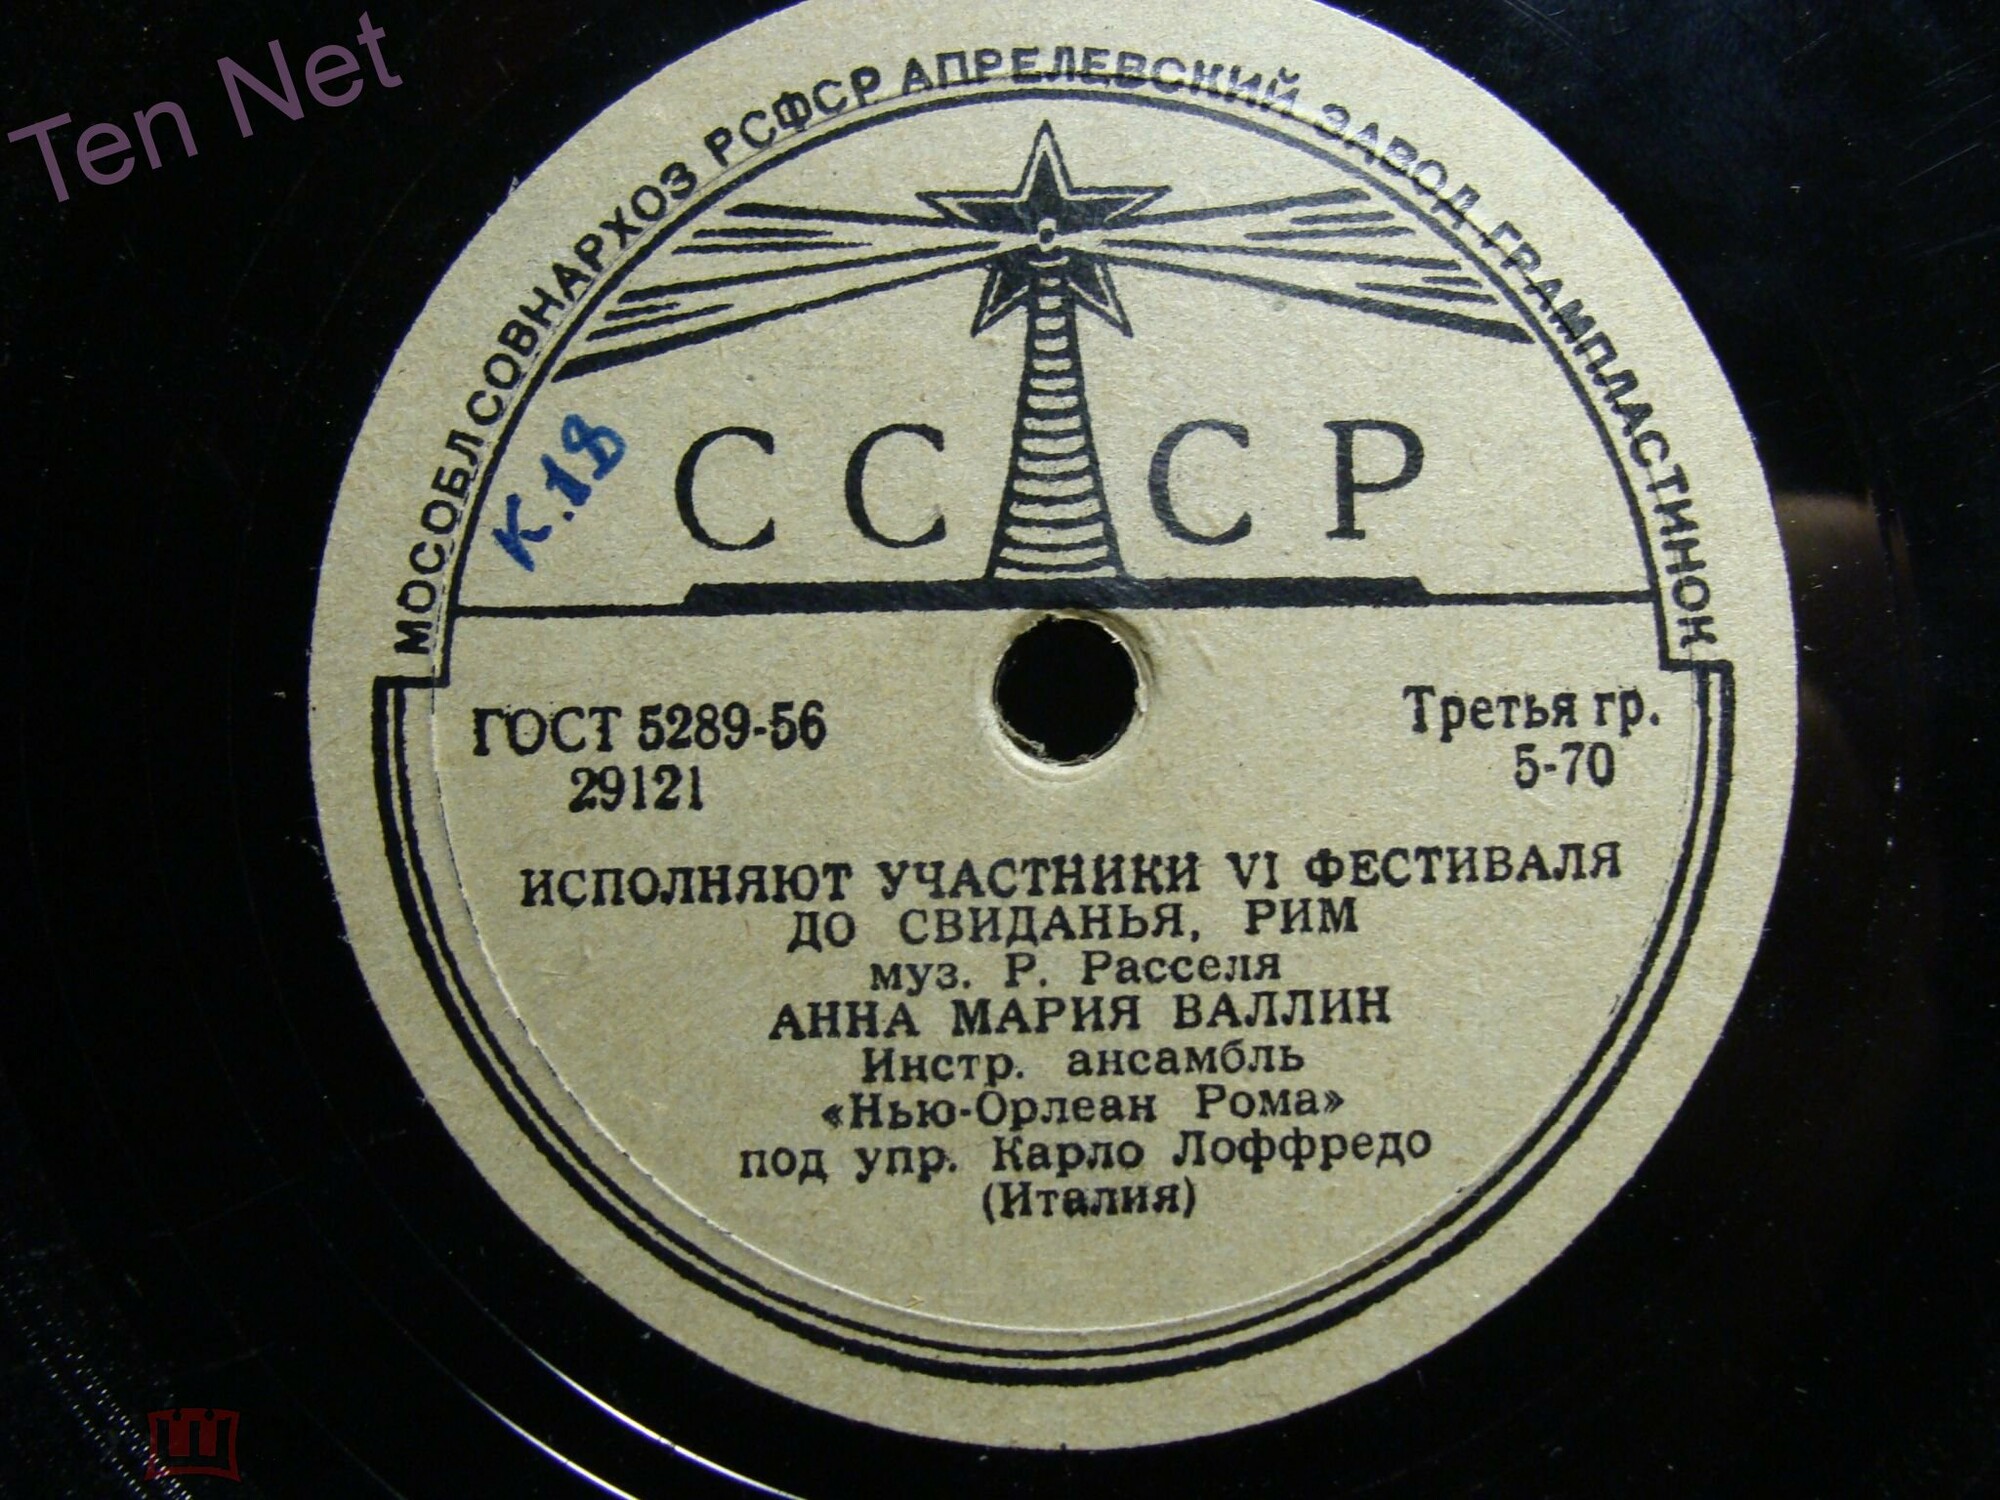 Ten Net
МОСОБЛСОВНАРХОЗ РСФСР АПРЕЛЕВСКИЙ ЗАВОД ГРАМПЛАСТИНОК
СССР
к.18
ГОСТ 5289-56
29121
Третья гр.
5-70
ИСПОЛНЯЮТ УЧАСТНИКИ VI ФЕСТИВАЛЯ
ДО СВИДАНЬЯ, РИМ
муз. Р. Расселя
АННА МАРИЯ ВАЛЛИН
Инстр. ансамбль
«Нью-Орлеан Рома»
под упр. Карло Лоффредо
(Италия)